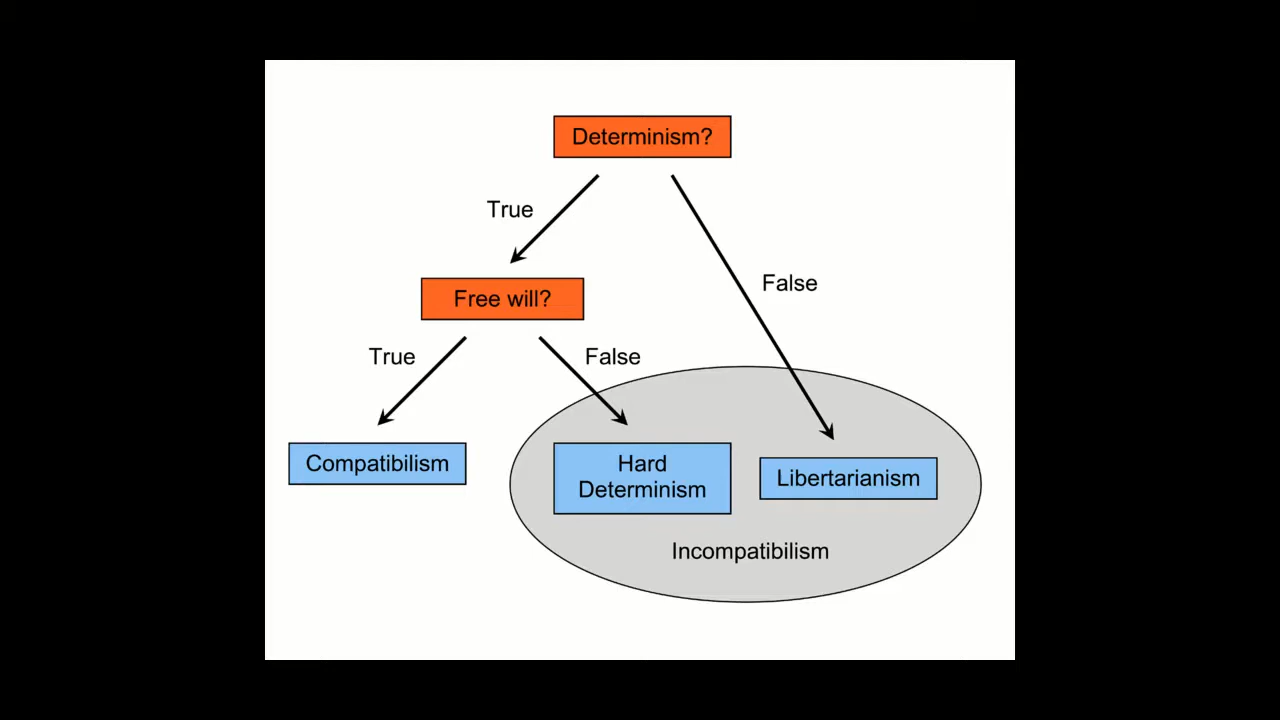 Determinism?
True
False
Free will?
True
False
Compatibilism
Hard
Determinism
Libertarianism
Incompatibilism